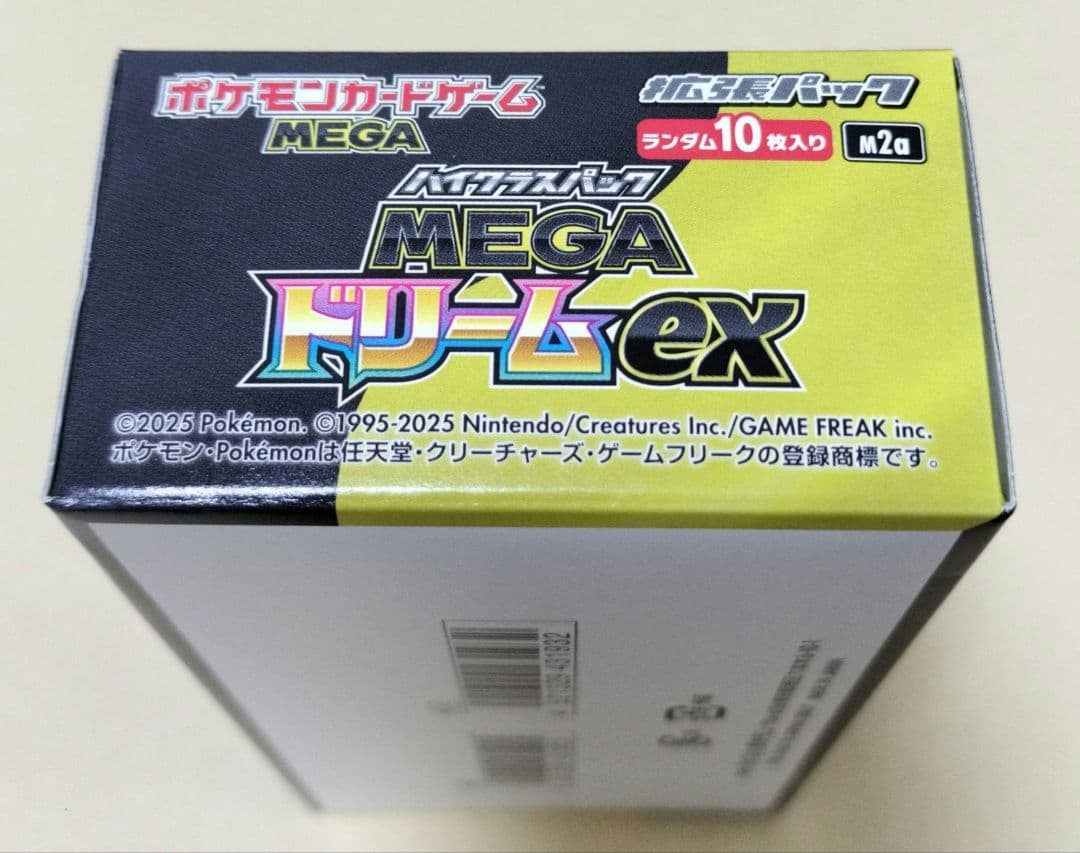 ポケモンカードゲーム™
MEGA
拡張パック
ランダム10枚入り
M2a
ハイクラスパック
MEGA
ドリームex
©2025 Pokémon. ©1995-2025 Nintendo/Creatures Inc./GAME FREAK inc.
ポケモン・Pokémonは任天堂・クリーチャーズ・ゲームフリークの登録商標です。